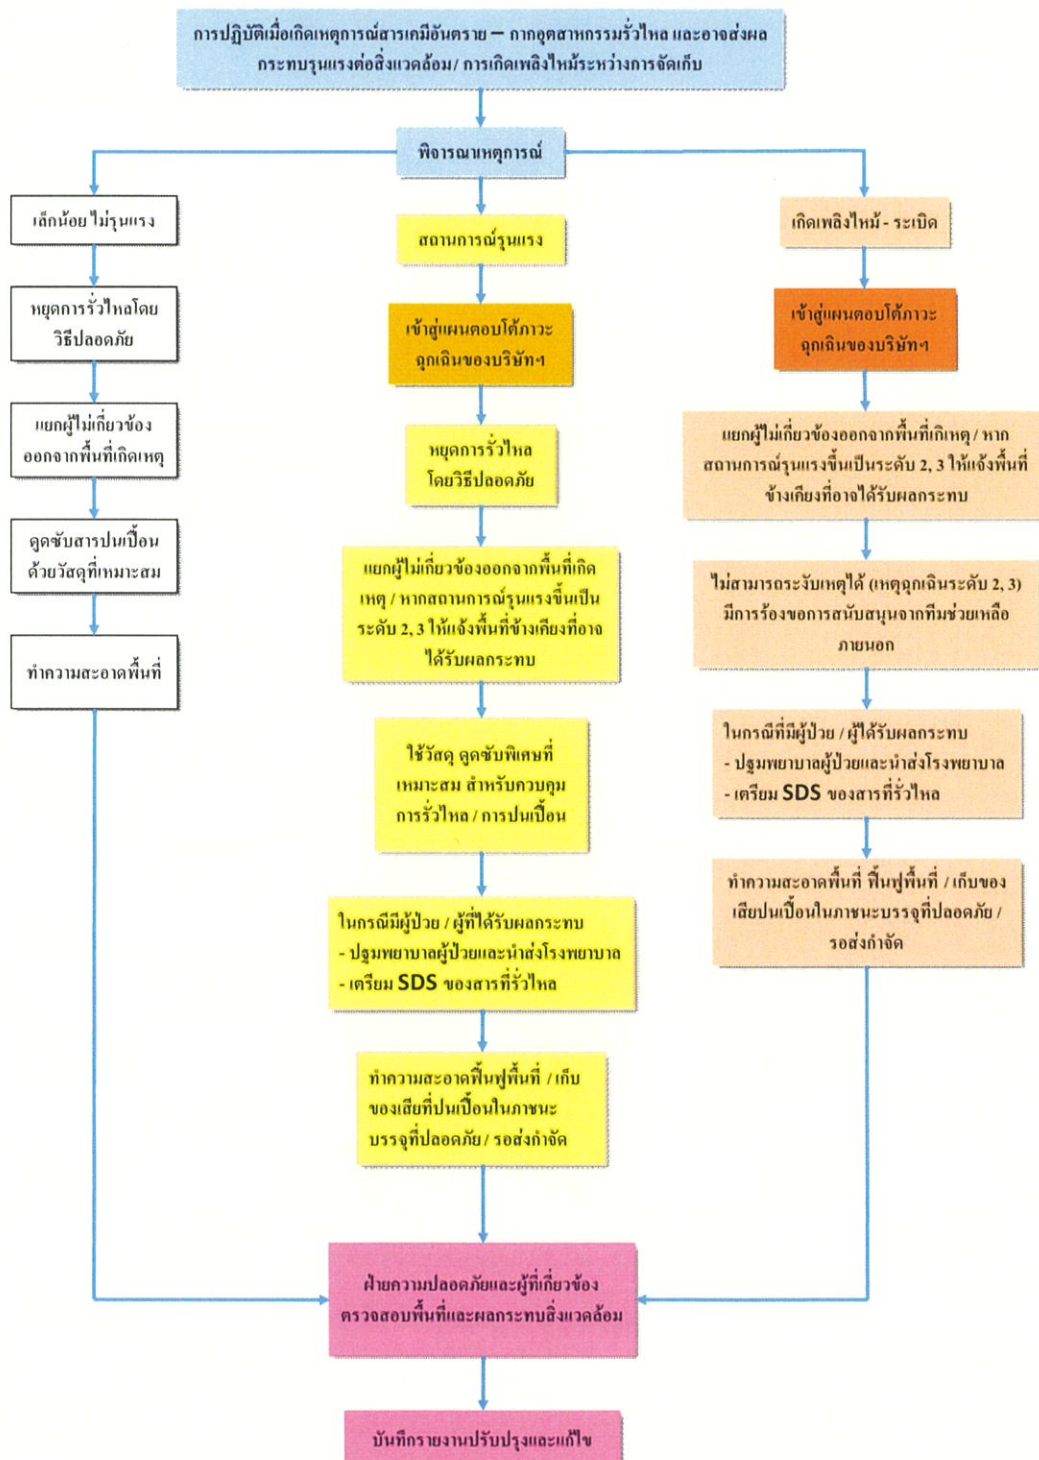 การปฏิบัติเมื่อเกิดเหตุการณ์สารเคมีอันตราย – กากอุตสาหกรรมรั่วไหล และอาจส่งผล
กระทบรุนแรงต่อสิ่งแวดล้อม/ การเกิดเพลิงไหม้ระหว่างการจัดเก็บ
พิจารณาเหตุการณ์
เล็กน้อย ไม่รุนแรง
หยุดการรั่วไหลโดย
วิธีปลอดภัย
แยกผู้ไม่เกี่ยวข้อง
ออกจากพื้นที่เกิดเหตุ
ดูดซับสารปนเปื้อน
ด้วยวัสดุที่เหมาะสม
ทำความสะอาดพื้นที่
สถานการณ์รุนแรง
เข้าสู่แผนตอบโต้ภาวะ
ฉุกเฉินของบริษัทฯ
หยุดการรั่วไหล
โดยวิธีปลอดภัย
แยกผู้ไม่เกี่ยวข้องออกจากพื้นที่เกิด
เหตุ / หากสถานการณ์รุนแรงขึ้นเป็น
ระดับ 2, 3 ให้แจ้งพื้นที่ข้างเคียงที่อาจ
ได้รับผลกระทบ
ใช้วัสดุ ดูดซับพิเศษที่
เหมาะสม สำหรับควบคุม
การรั่วไหล / การปนเปื้อน
ในกรณีมีผู้ป่วย / ผู้ที่ได้รับผลกระทบ
- ปฐมพยาบาลผู้ป่วยและนำส่งโรงพยาบาล
- เตรียม SDS ของสารที่รั่วไหล
ทำความสะอาดฟื้นฟูพื้นที่ / เก็บ
ของเสียที่ปนเปื้อนในภาชนะ
บรรจุที่ปลอดภัย / รอส่งกำจัด
เกิดเพลิงไหม้ - ระเบิด
เข้าสู่แผนตอบโต้ภาวะ
ฉุกเฉินของบริษัทฯ
แยกผู้ไม่เกี่ยวข้องออกจากพื้นที่เกิเหตุ / หาก
สถานการณ์รุนแรงขึ้นเป็นระดับ 2, 3 ให้แจ้งพื้นที่
ข้างเคียงที่อาจได้รับผลกระทบ
ไม่สามารถระงับเหตุได้ (เหตุฉุกเฉินระดับ 2, 3)
มีการร้องขอการสนับสนุนจากทีมช่วยเหลือ
ภายนอก
ในกรณีที่มีผู้ป่วย / ผู้ได้รับผลกระทบ
- ปฐมพยาบาลผู้ป่วยและนำส่งโรงพยาบาล
- เตรียม SDS ของสารที่รั่วไหล
ทำความสะอาดพื้นที่ ฟื้นฟูพื้นที่ / เก็บของ
เสียปนเปื้อนในภาชนะบรรจุที่ปลอดภัย /
รอส่งกำจัด
ฝ่ายความปลอดภัยและผู้ที่เกี่ยวข้อง
ตรวจสอบพื้นที่และผลกระทบสิ่งแวดล้อม
บันทึกรายงานปรับปรุงและแก้ไข